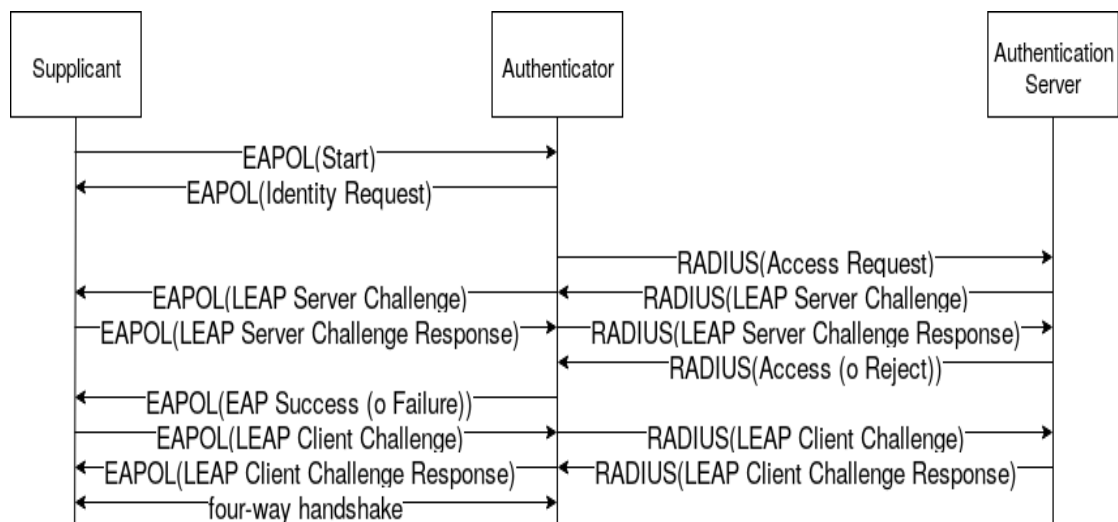 Supplicant
Authenticator
Authentication
Server
EAPOL(Start)
EAPOL(Identity Request)
RADIUS(Access Request)
EAPOL(LEAP Server Challenge)
RADIUS(LEAP Server Challenge)
EAPOL(LEAP Server Challenge Response)
RADIUS(LEAP Server Challenge Response)
RADIUS(Access (o Reject))
EAPOL(EAP Success (o Failure))
EAPOL(LEAP Client Challenge)
RADIUS(LEAP Client Challenge)
EAPOL(LEAP Client Challenge Response)
RADIUS(LEAP Client Challenge Response)
four-way handshake